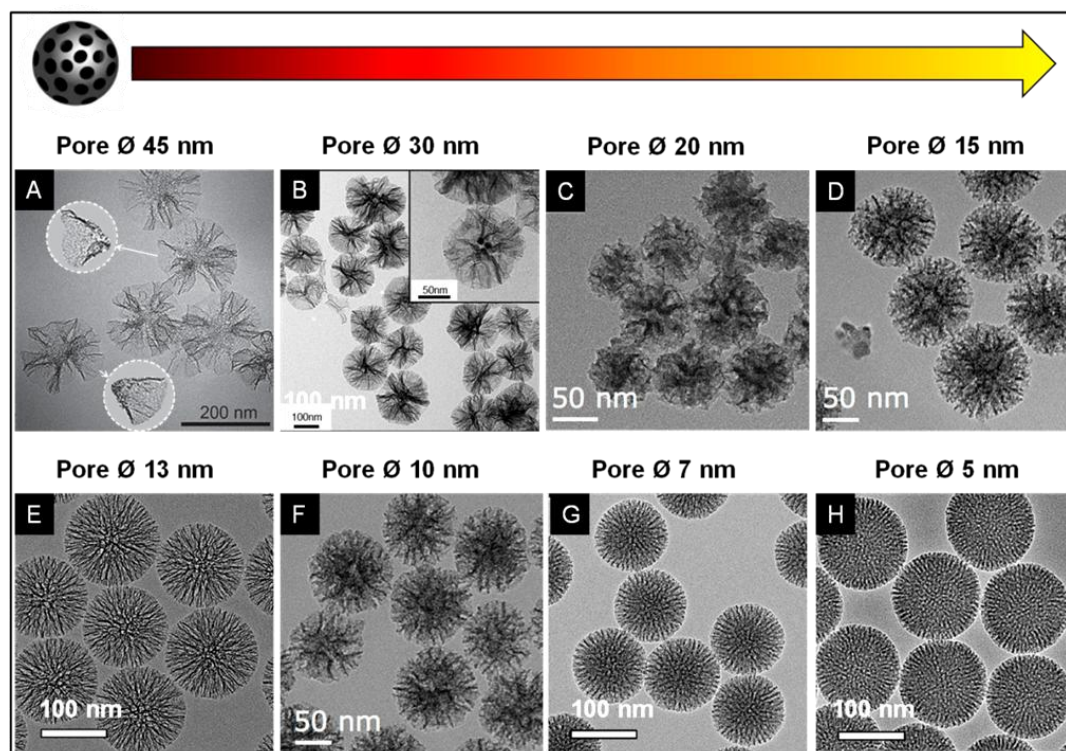 Pore Ø 45 nm
Pore Ø 30 nm
Pore Ø 20 nm
Pore Ø 15 nm
A
200 nm
B
50nm
100 nm
100nm
C
50 nm
D
50 nm
Pore Ø 13 nm
Pore Ø 10 nm
Pore Ø 7 nm
Pore Ø 5 nm
E
100 nm
F
50 nm
G
100 nm
H
100 nm